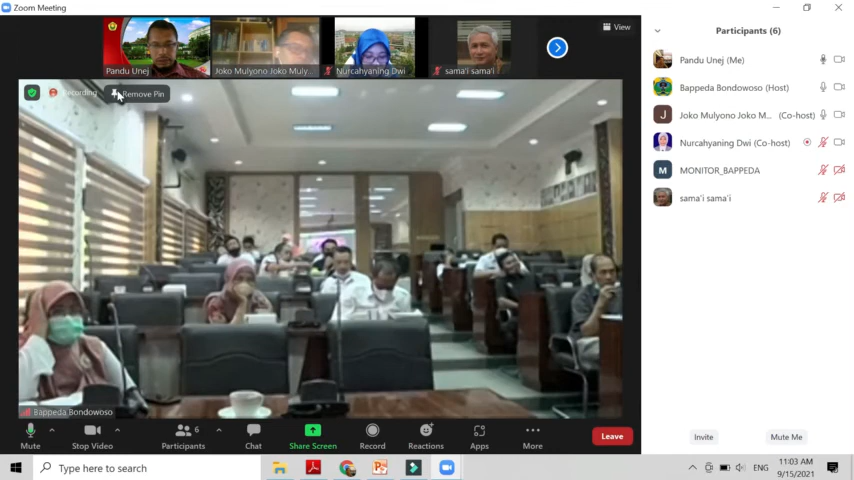 Zoom Meeting
View
Pandu Unej
Joko Mulyono Joko Muly...
Nurcahyaning Dwi
sama'i sama'i
Recording
Remove Pin
Bappeda Bondowoso
Participants (6)
Pandu Unej (Me)
Bappeda Bondowoso (Host)
J
Joko Mulyono Joko M... (Co-host)
Nurcahyaning Dwi (Co-host)
M
MONITOR_BAPPEDA
sama'i sama'i
Invite
Mute Me
6
Mute
Stop Video
Participants
Chat
Share Screen
Record
Reactions
Apps
More
Leave
Type here to search
ENG
11:03 AM
9/15/2021